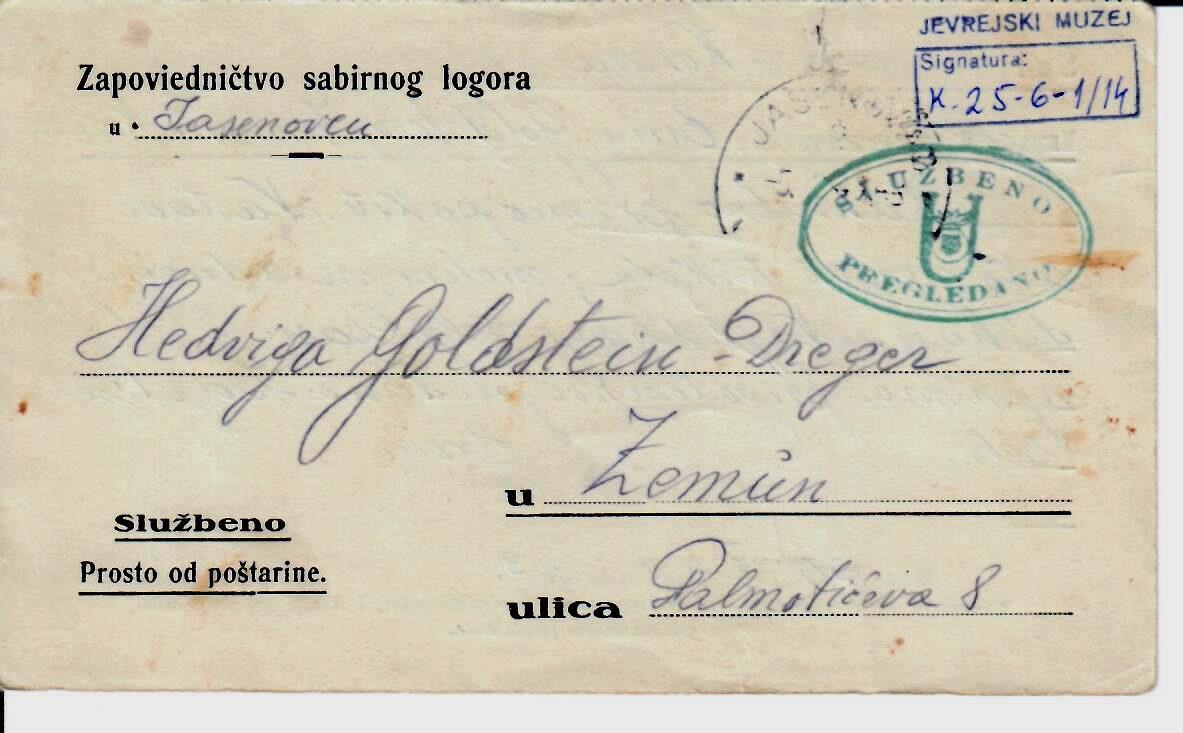 JEVREJSKI MUZEJ
Signatura:
K. 25-6-1/14
Zapovjedničtvo sabirnog logora
u Jasenovcu
SLUŽBENO
U
PREGLEDANO
Hedviga Goldstein - Dreger
u Zemun
Službeno
Prosto od poštarine.
ulica Palmotićeva 8